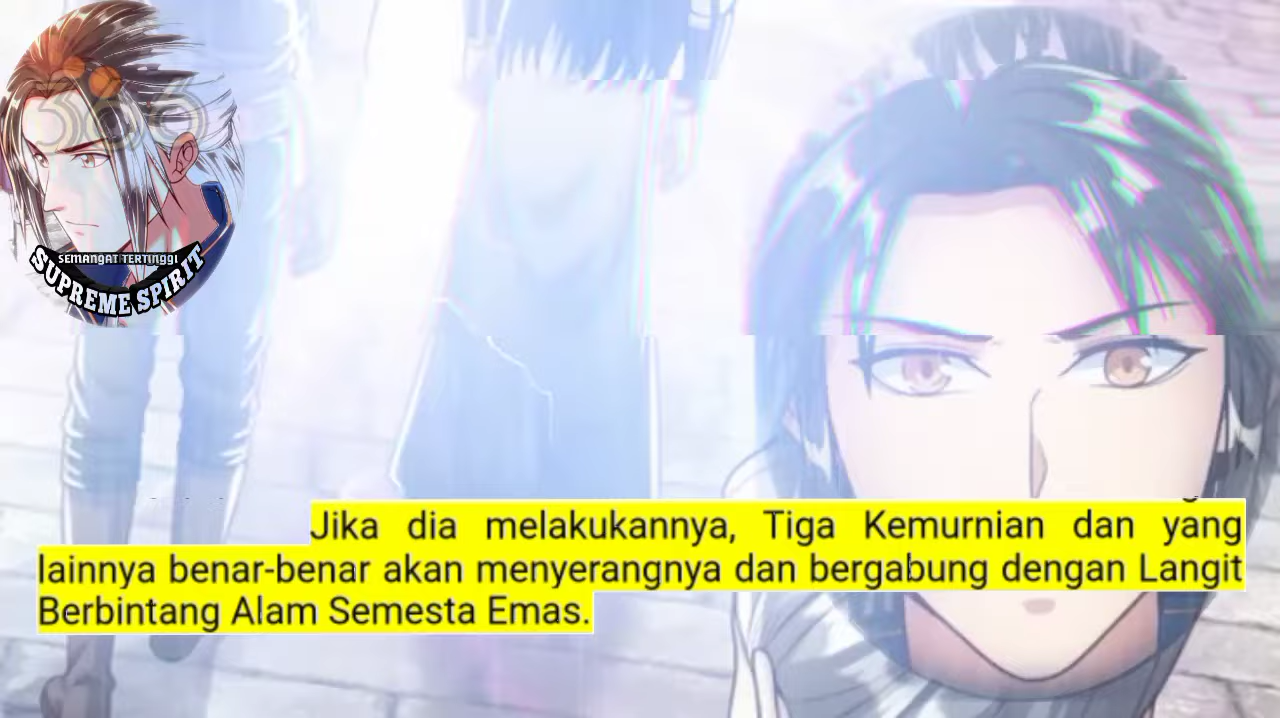 366
SEMANGAT TERTINGGI
SUPREME SPIRIT
Jika dia melakukannya, Tiga Kemurnian dan yang
lainnya benar-benar akan menyerangnya dan bergabung dengan Langit
Berbintang Alam Semesta Emas.